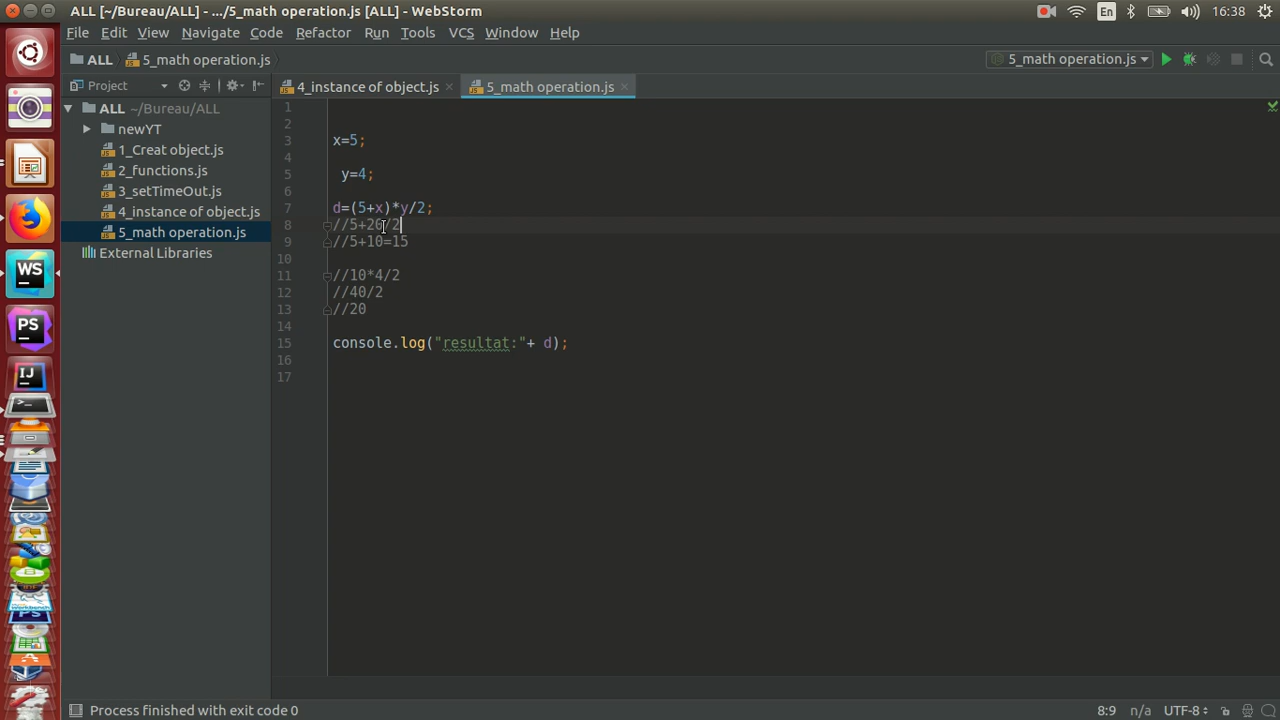 ALL [~/Bureau/ALL] - .../5_math operation.js [ALL] - WebStorm
En
16:38
File Edit View Navigate Code Refactor Run Tools VCS Window Help
ALL 5_math operation.js
5_math operation.js
Project
4_instance of object.js
5_math operation.js
ALL ~/Bureau/ALL
newYT
1_Creat object.js
2_functions.js
3_setTimeOut.js
4_instance of object.js
5_math operation.js
External Libraries
1
2
3 x=5;
4
5 y=4;
6
7 d=(5+x)*y/2;
8 //5+20/2
9 //5+10=15
10
11 //10*4/2
12 //40/2
13 //20
14
15 console.log("resultat:"+ d);
16
17
WS
PS
IJ
Process finished with exit code 0
8:9 n/a UTF-8